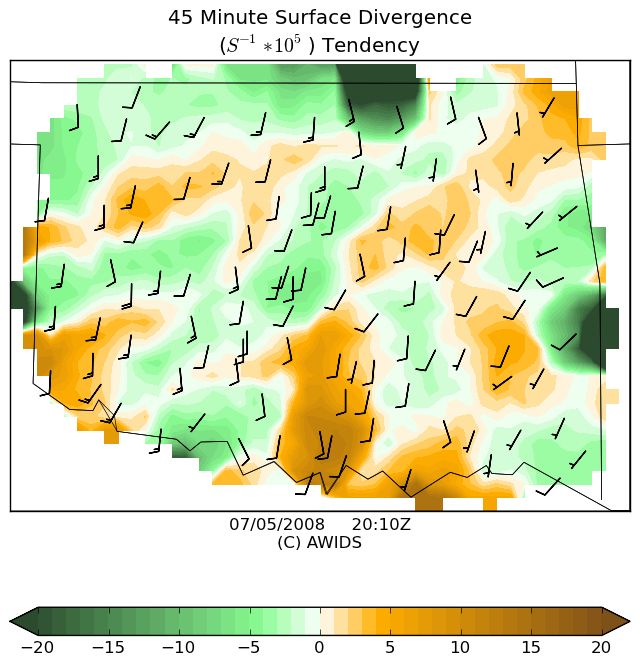 45 Minute Surface Divergence
(S⁻¹ ∗10⁵ ) Tendency
07/05/2008 20:10Z
(C) AWIDS
−20 −15 −10 −5 0 5 10 15 20